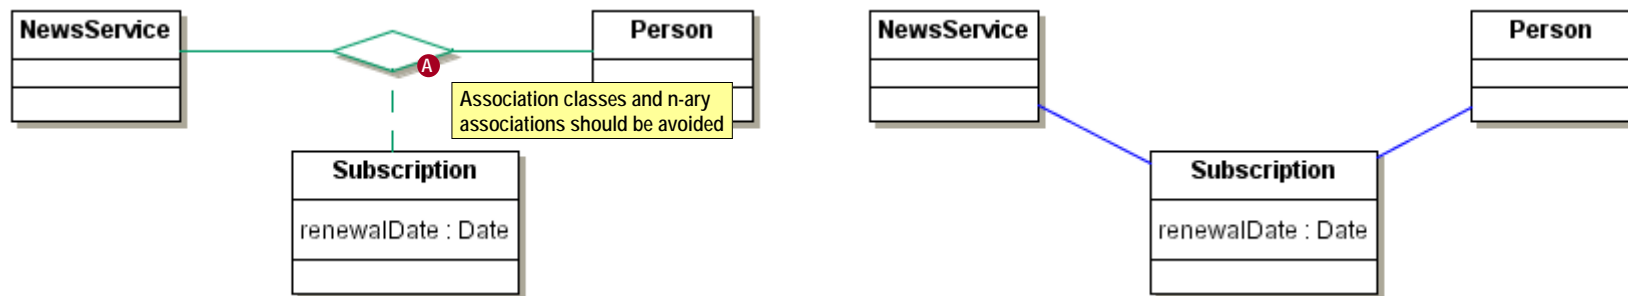 NewsService
Person
A
Association classes and n-ary
associations should be avoided
Subscription
renewalDate : Date
NewsService
Person
Subscription
renewalDate : Date